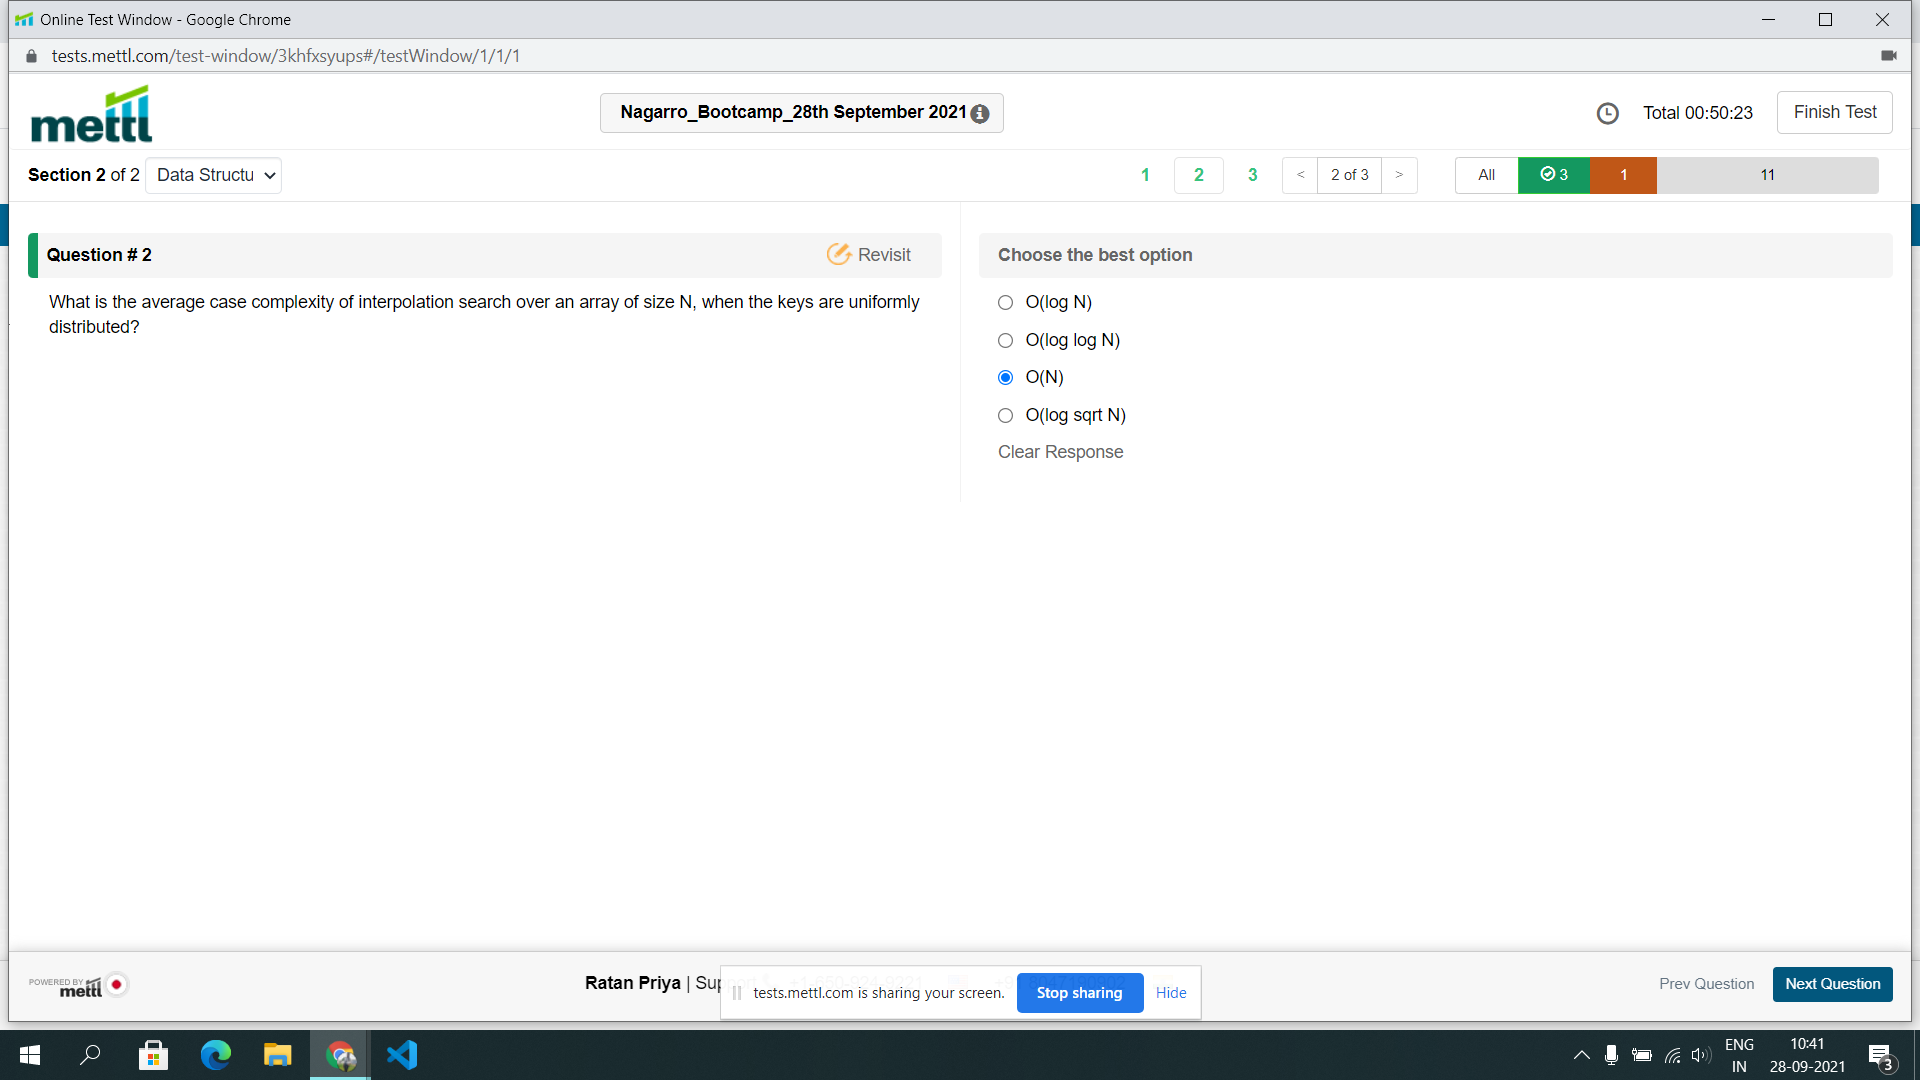 Online Test Window - Google Chrome
tests.mettl.com/test-window/3khfxsyups#/testWindow/1/1/1
mettl
Nagarro_Bootcamp_28th September 2021
Total 00:50:23
Finish Test
Section 2 of 2
Data Structu
1 2 3
< 2 of 3 >
All 3 1 11
Question # 2
Revisit
What is the average case complexity of interpolation search over an array of size N, when the keys are uniformly
distributed?
Choose the best option
O(log N)
O(log log N)
O(N)
O(log sqrt N)
Clear Response
POWERED BY
mettl
Ratan Priya | Sup
tests.mettl.com is sharing your screen.
Stop sharing
Hide
Prev Question
Next Question
ENG
IN
10:41
28-09-2021
3